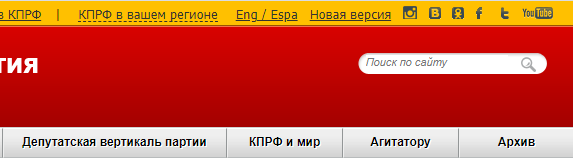 в КПРФ | КПРФ в вашем регионе Eng / Espa Новая версия You Tube
тия
Поиск по сайту
Депутатская вертикаль партии КПРФ и мир Агитатору Архив